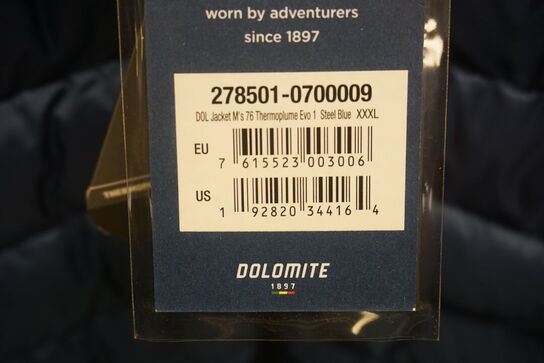 worn by adventurers
since 1897
278501-0700009
DOL Jacket M's 76 Thermoplume Evo 1 Steel Blue XXXL
EU
7 615523 003006
US
1 92820 34416 4
DOLOMITE
1897